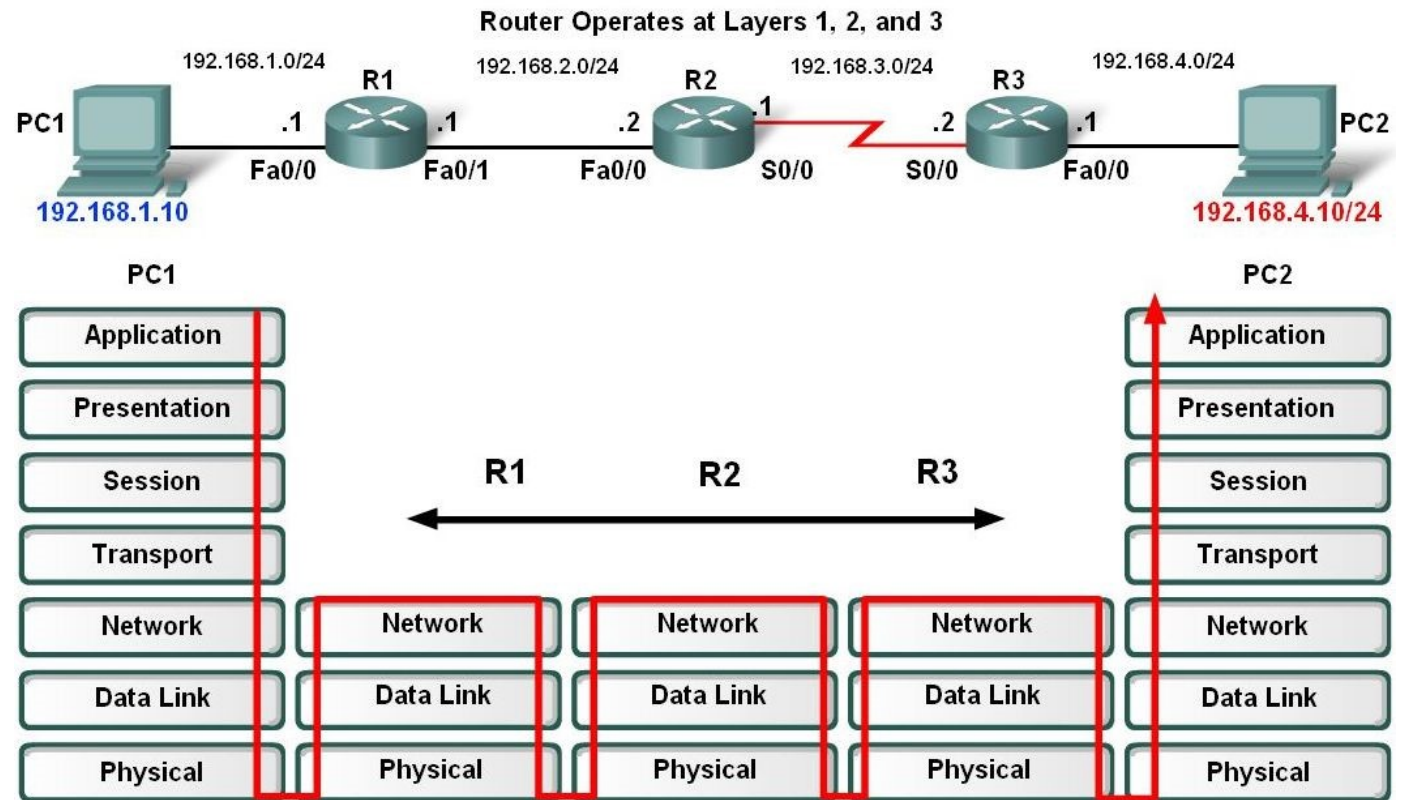 Router Operates at Layers 1, 2, and 3
192.168.1.0/24
192.168.2.0/24
192.168.3.0/24
192.168.4.0/24
R1
R2
R3
PC1
.1
.1
.2
.1
.2
.1
PC2
Fa0/0
Fa0/1
Fa0/0
S0/0
S0/0
Fa0/0
192.168.1.10
192.168.4.10/24
PC1
PC2
Application
Application
Presentation
Presentation
Session
R1
R2
R3
Session
Transport
Transport
Network
Network
Network
Network
Network
Data Link
Data Link
Data Link
Data Link
Data Link
Physical
Physical
Physical
Physical
Physical